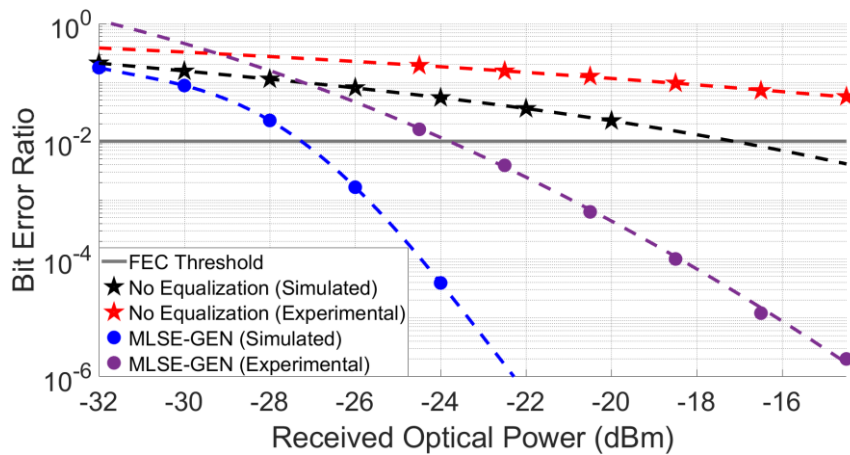 Bit Error Ratio
10^0
10^-2
10^-4
10^-6
FEC Threshold
No Equalization (Simulated)
No Equalization (Experimental)
MLSE-GEN (Simulated)
MLSE-GEN (Experimental)
-32 -30 -28 -26 -24 -22 -20 -18 -16
Received Optical Power (dBm)